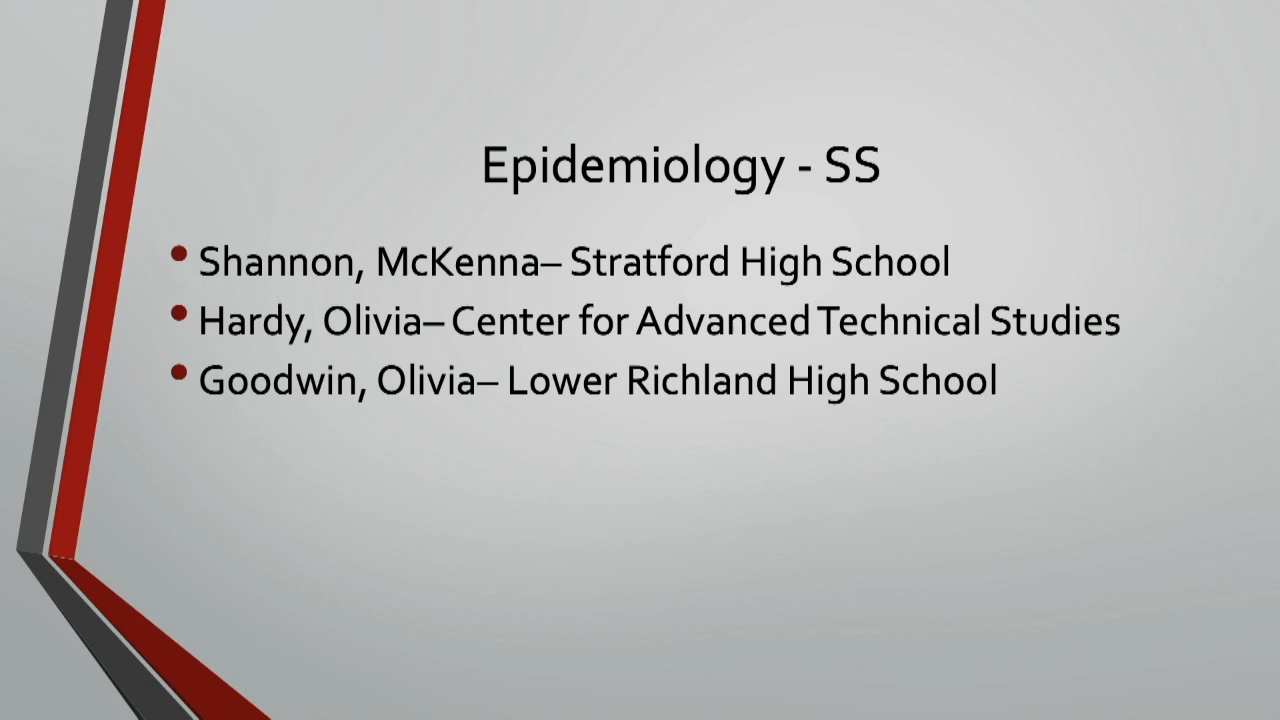 Epidemiology - SS
• Shannon, McKenna– Stratford High School
• Hardy, Olivia– Center for Advanced Technical Studies
• Goodwin, Olivia– Lower Richland High School